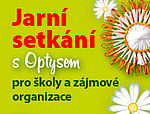 Jarní
setkání
s Optysem
pro školy a zájmové
organizace